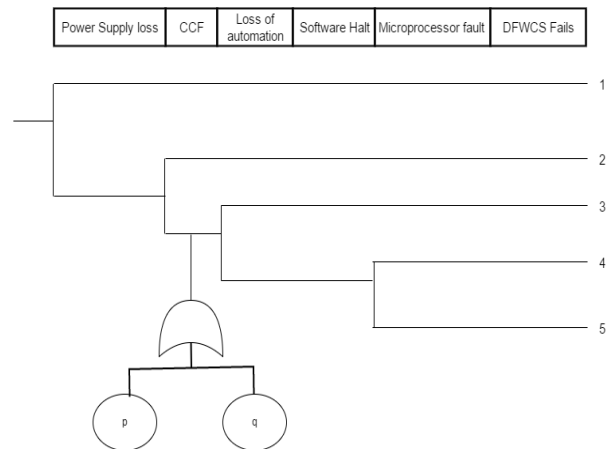 Power Supply loss CCF Loss of automation Software Halt Microprocessor fault DFWCS Fails
1
2
3
4
5
p q